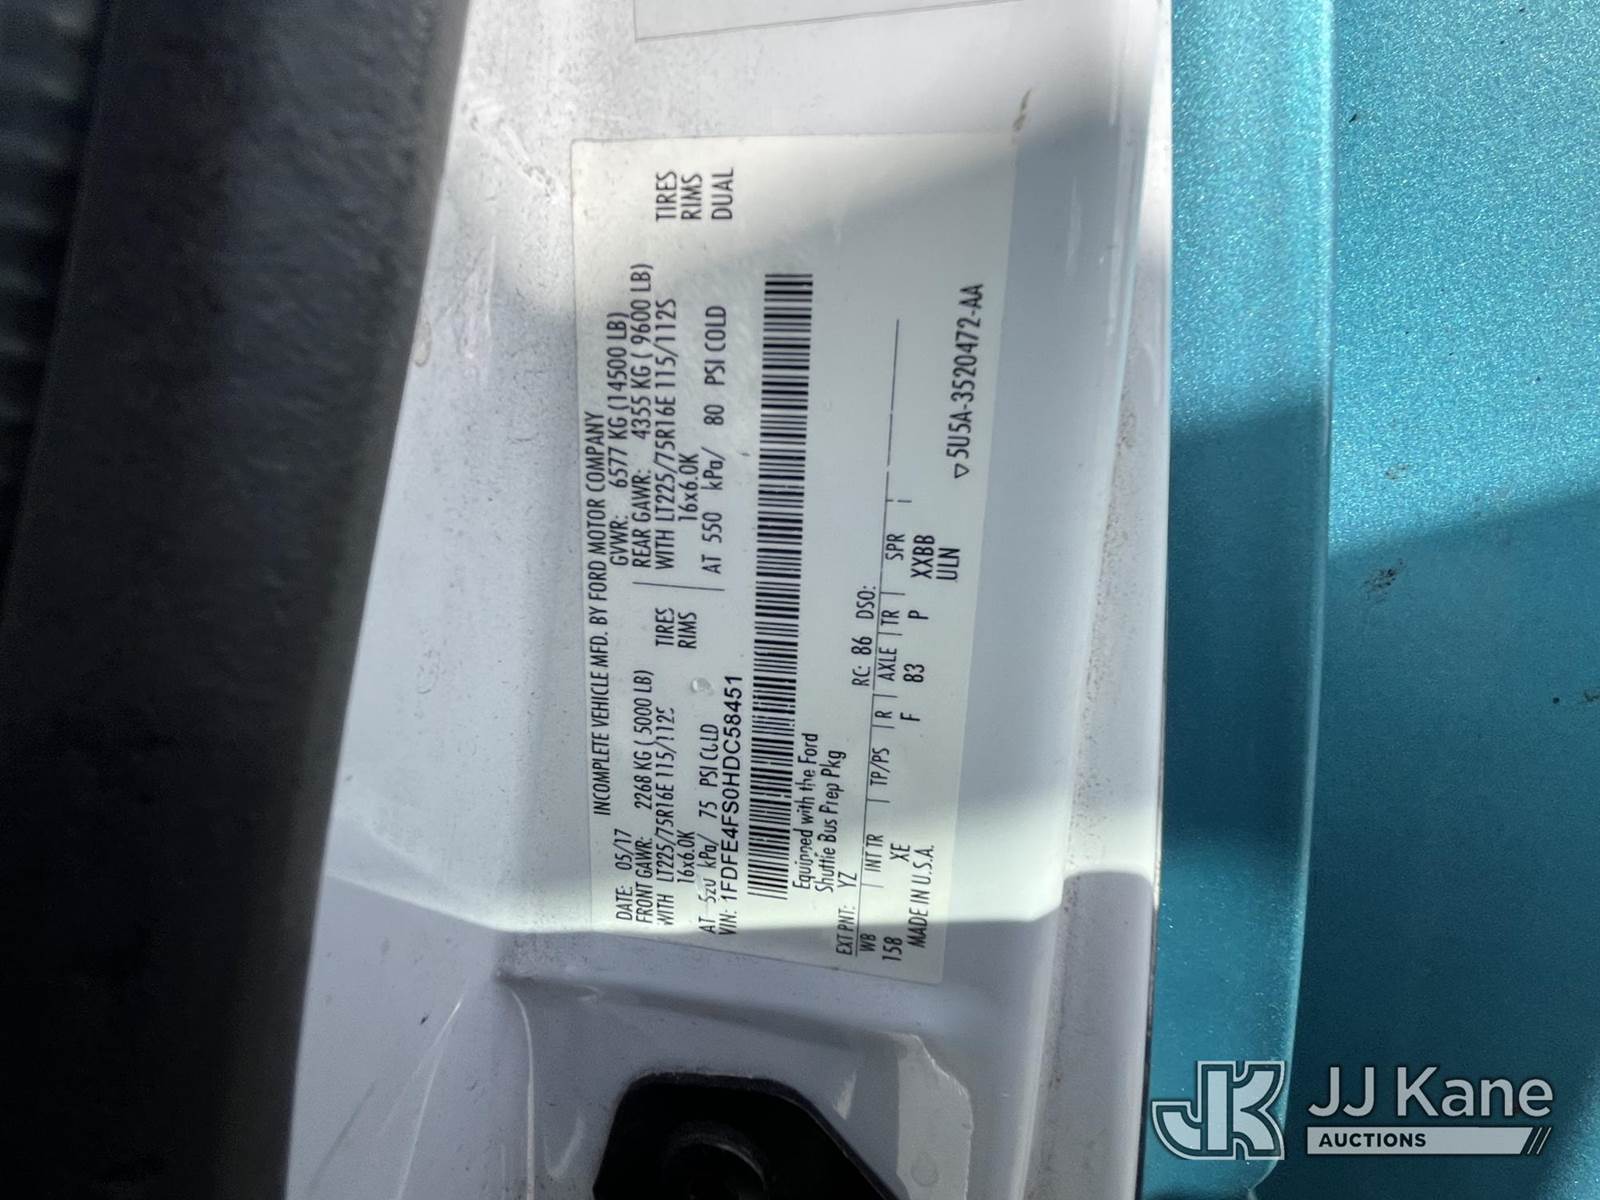 INCOMPLETE VEHICLE MFD. BY FORD MOTOR COMPANY
DATE: 05/17 GVWR: 6577 KG (14500 LB)
FRONT GAWR: 2268 KG ( 5000 LB) REAR GAWR: 4355 KG ( 9600 LB)
WITH LT225/75R16E 115/112S TIRES WITH LT225/75R16E 115/112S TIRES
16x6.0K RIMS 16x6.0K RIMS
AT 520 kPa/ 75 PSI COLD AT 550 kPa/ 80 PSI COLD DUAL
VIN: 1FDFE4FS0HDC58451
Equipped with the Ford
Shuttle Bus Prep Pkg
EXT PNT: YZ RC: 86 DSO:
WB INT TR TP/PS R AXLE TR SPR
158 XE F 83 P XXBB
MADE IN U.S.A. ULN
▽5U5A-3520472-AA
JK JJ Kane
AUCTIONS